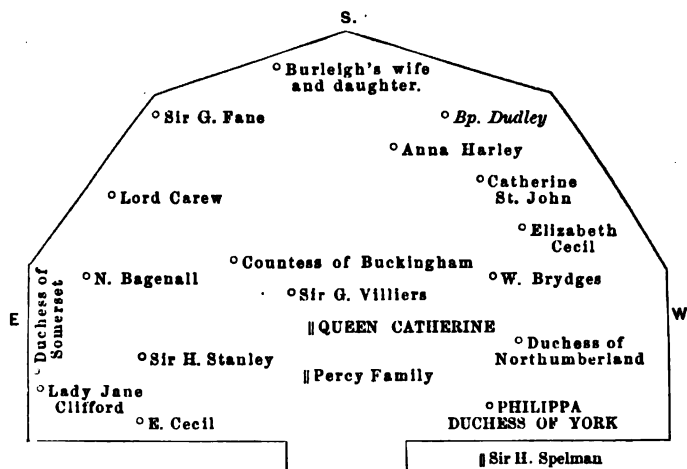 S.
Burleigh's wife
and daughter.
Sir G. Fane
Bp. Dudley
Anna Harley
Catherine
St. John
Lord Carew
Elizabeth
Cecil
Countess of Buckingham
N. Bagenall
W. Brydges
Duchess of
Somerset
Sir G. Villiers
E
W
QUEEN CATHERINE
Duchess of
Northumberland
Sir H. Stanley
Percy Family
Lady Jane
Clifford
PHILIPPA
DUCHESS OF YORK
E. Cecil
Sir H. Spelman